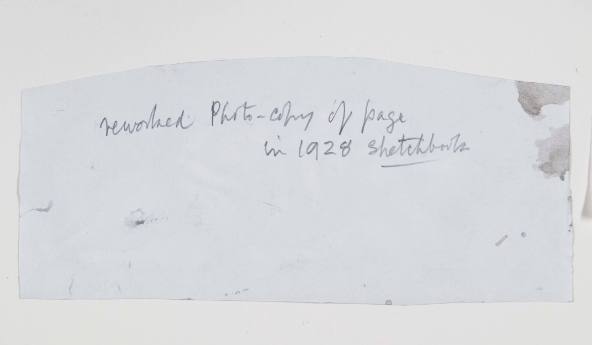 reworked Photo-copy of page
in 1928 sketchbook